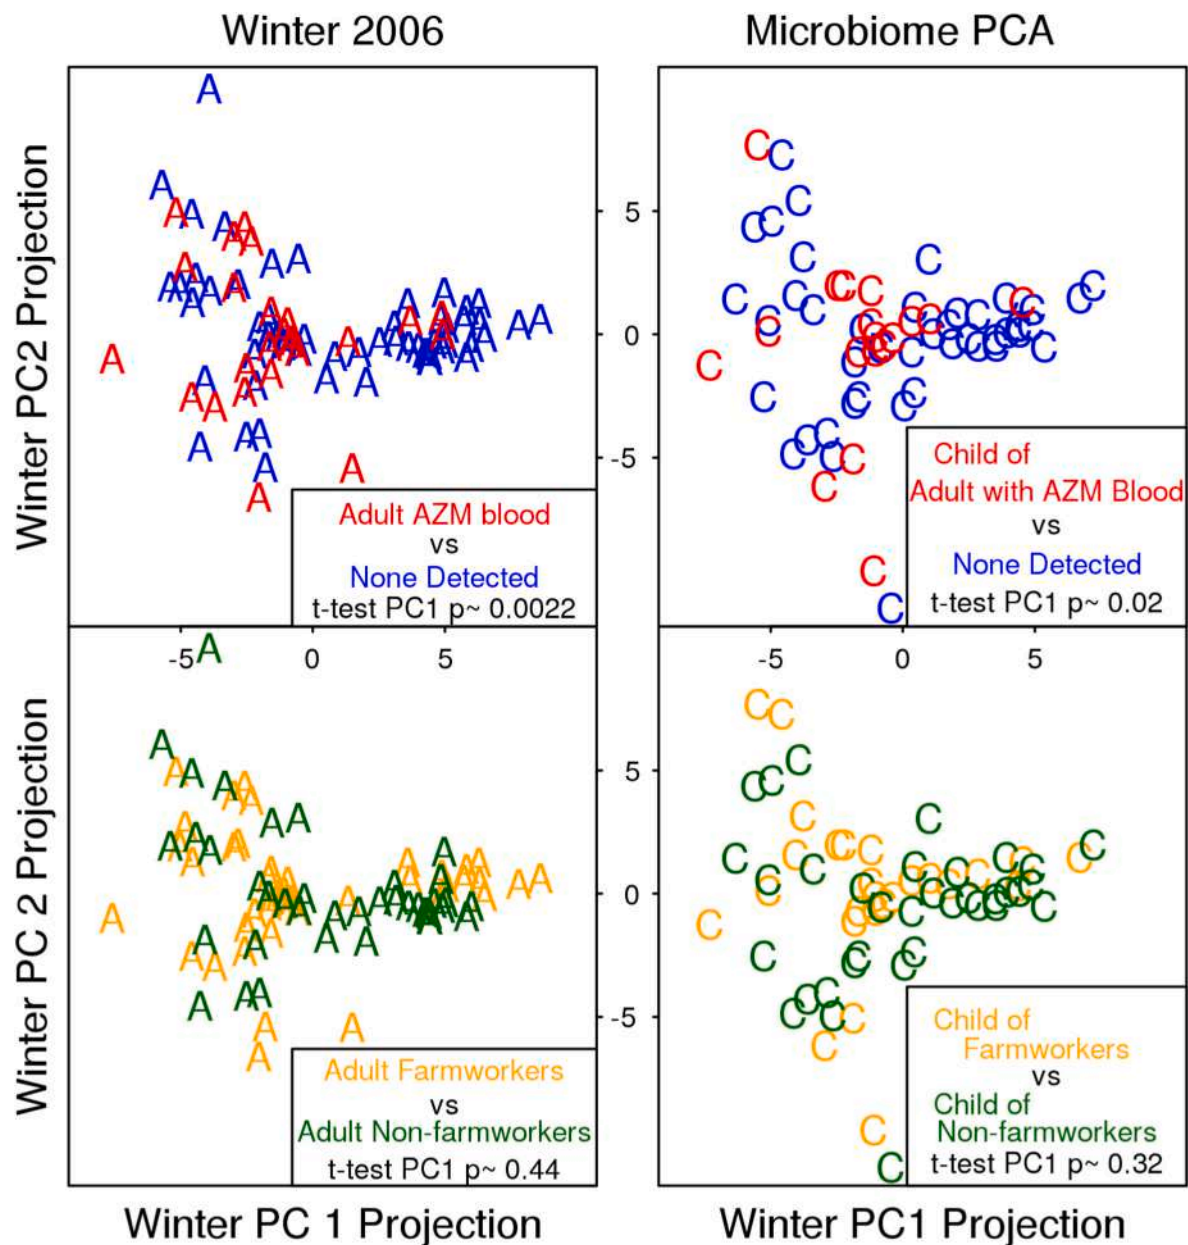 Winter 2006
Microbiome PCA
Winter PC2 Projection
5
0
-5
Adult AZM blood
vs
None Detected
t-test PC1 p~ 0.0022
-5 0 5
5
0
-5
Child of
Adult with AZM Blood
vs
None Detected
t-test PC1 p~ 0.02
-5 0 5
Winter PC 2 Projection
5
0
-5
Adult Farmworkers
vs
Adult Non-farmworkers
t-test PC1 p~ 0.44
Child of
Farmworkers
vs
Child of
Non-farmworkers
t-test PC1 p~ 0.32
Winter PC 1 Projection
Winter PC1 Projection